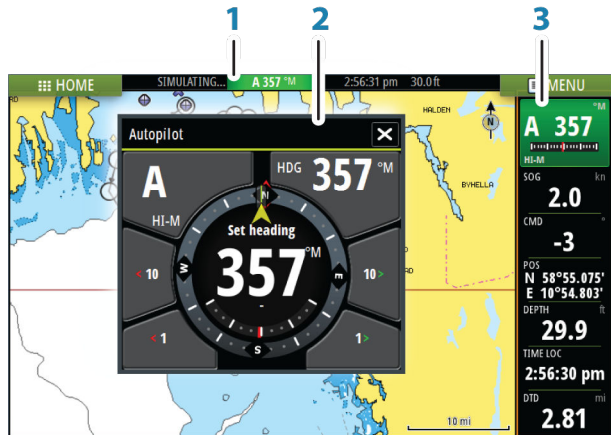 1 2 3
HOME SIMULATING... A 357 °M 2:56:31 pm 30.0 ft MENU
HALDEN
N
BYHELLA
Autopilot
A
HI-M
HDG 357 °M
N
Set heading
357 °M
W
E
S
< 10
10 >
< 1
1 >
10 mi
°M
A 357
HI-M
SOG kn
2.0
CMD °
-3
POS
N 58°55.075'
E 10°54.803'
DEPTH ft
29.9
TIME LOC
2:56:30 pm
DTD mi
2.81